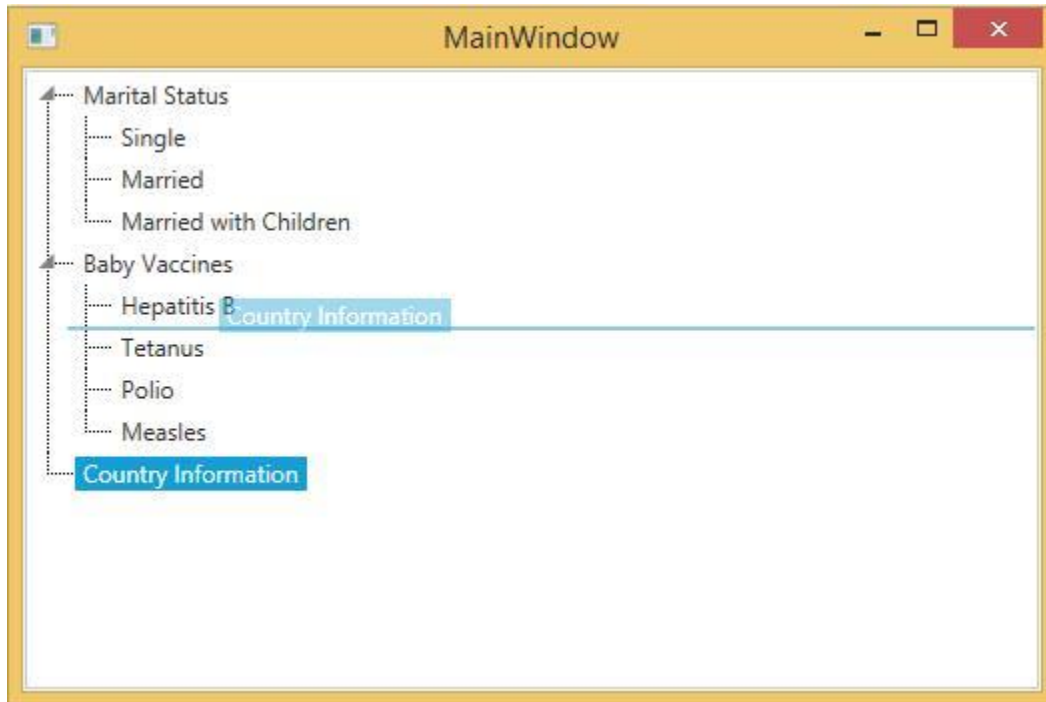 MainWindow
Marital Status
Single
Married
Married with Children
Baby Vaccines
Hepatitis B
Country Information
Tetanus
Polio
Measles
Country Information